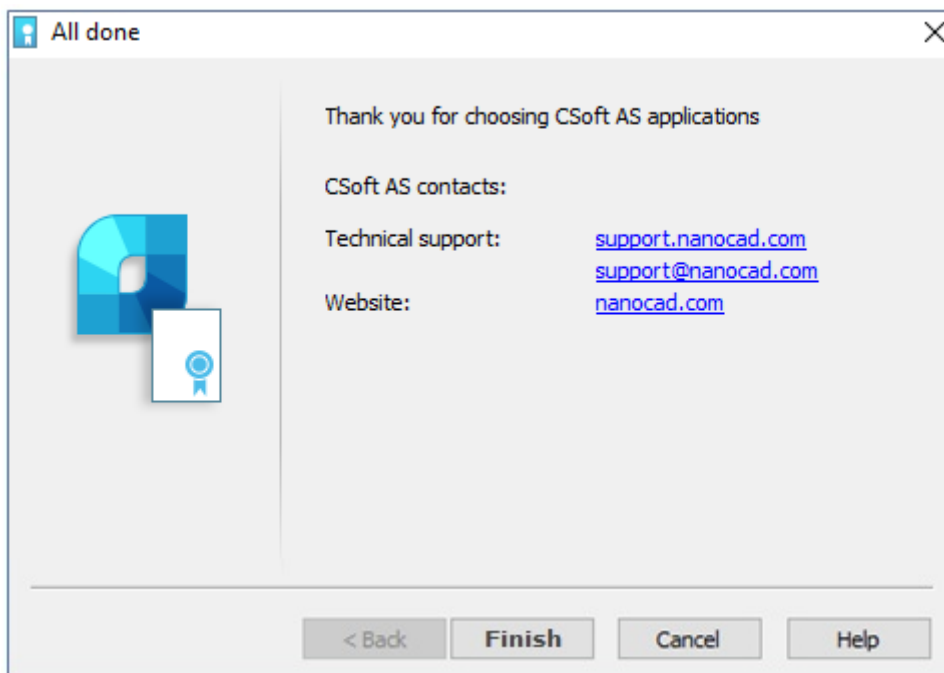 All done
Thank you for choosing CSoft AS applications
CSoft AS contacts:
Technical support: support.nanocad.com
support@nanocad.com
Website: nanocad.com
< Back Finish Cancel Help